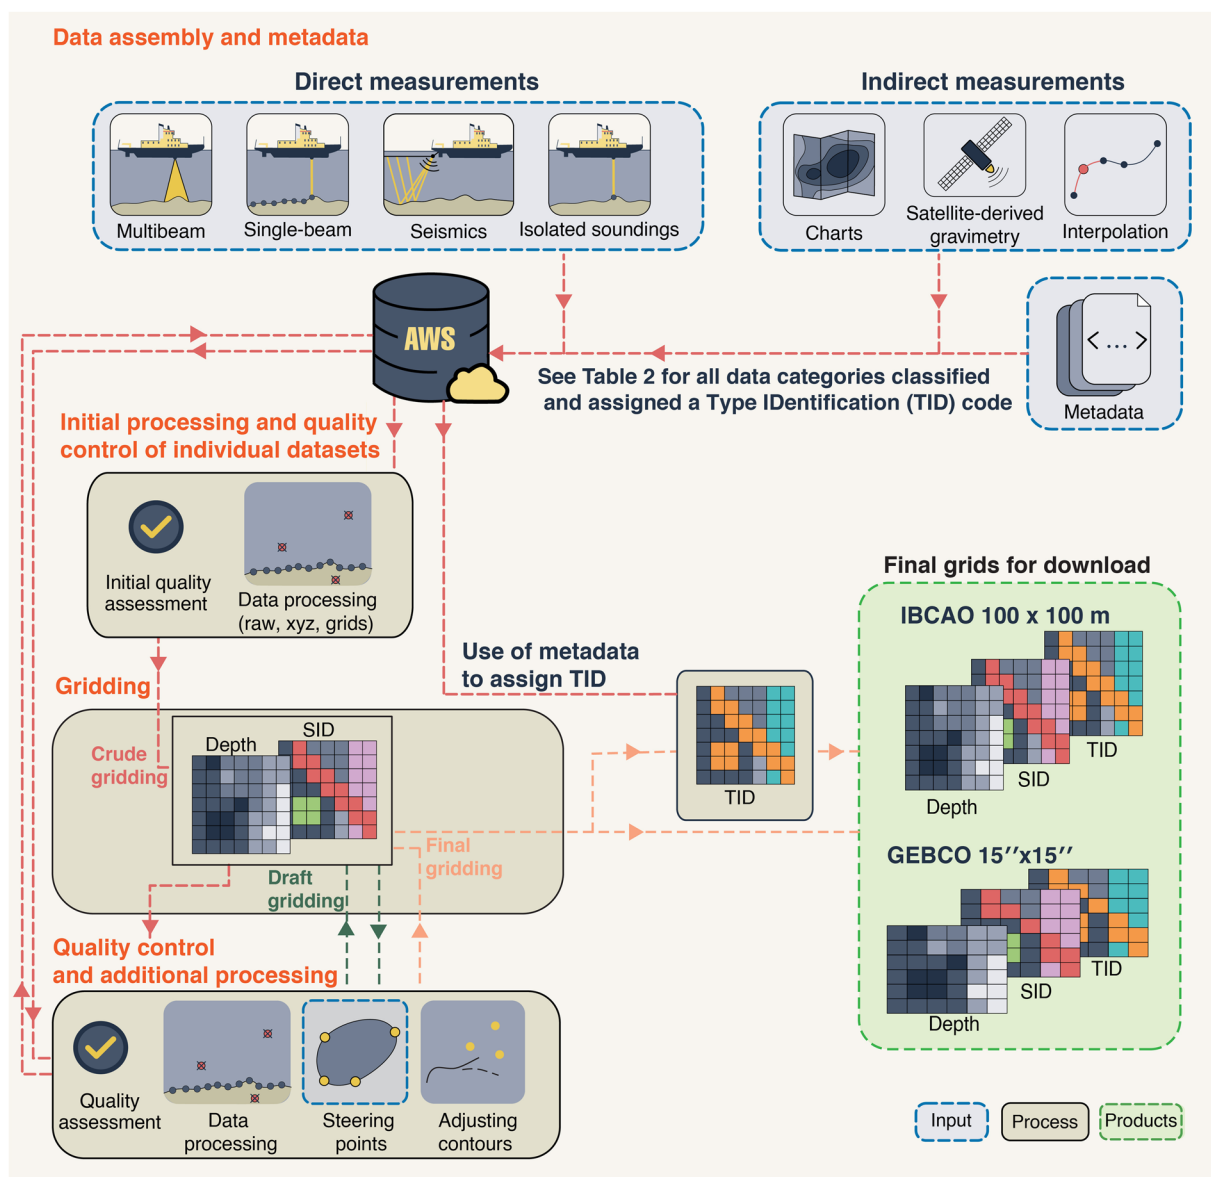 Data assembly and metadata
Direct measurements
Indirect measurements
Multibeam
Single-beam
Seismics
Isolated soundings
Charts
Satellite-derived
gravimetry
Interpolation
AWS
< ... >
Metadata
See Table 2 for all data categories classified
and assigned a Type IDentification (TID) code
Initial processing and quality
control of individual datasets
Initial quality
assessment
Data processing
(raw, xyz, grids)
Use of metadata
to assign TID
Gridding
Crude
gridding
Depth
SID
Draft
gridding
Final
gridding
TID
Final grids for download
IBCAO 100 x 100 m
TID
SID
Depth
GEBCO 15′′x15′′
TID
SID
Depth
Quality control
and additional processing
Quality
assessment
Data
processing
Steering
points
Adjusting
contours
Input
Process
Products